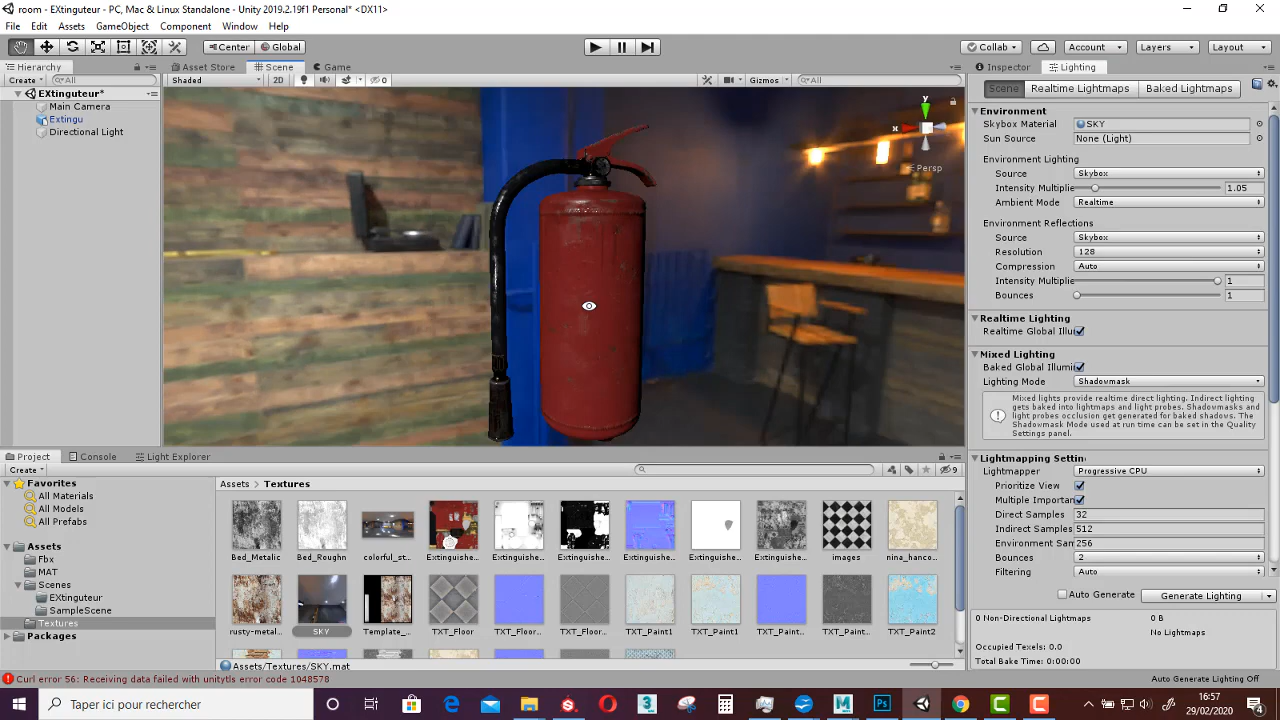 room - EXtinguteur - PC, Mac & Linux Standalone - Unity 2019.2.19f1 Personal* <DX11>
File Edit Assets GameObject Component Window Help
Center Global Collab Account Layers Layout
Hierarchy Asset Store Scene Game Inspector Lighting
Create All Shaded 2D 0 Gizmos All Scene Realtime Lightmaps Baked Lightmaps
EXtinguteur*
Main Camera
Extingu
Directional Light
y
x
Persp
Environment
Skybox Material SKY
Sun Source None (Light)
Environment Lighting
Source Skybox
Intensity Multiplie 1.05
Ambient Mode Realtime
Environment Reflections
Source Skybox
Resolution 128
Compression Auto
Intensity Multiplie 1
Bounces 1
Realtime Lighting
Realtime Global Illu
Mixed Lighting
Baked Global Illumi
Lighting Mode Shadowmask
Mixed lights provide realtime direct lighting. Indirect lighting
gets baked into lightmaps and light probes. Shadowmasks and
light probes occlusion get generated for baked shadows. The
Shadowmask Mode used at run time can be set in the Quality
Settings panel.
Lightmapping Settin
Lightmapper Progressive CPU
Prioritize View
Multiple Importan
Direct Samples 32
Indirect Samples 512
Environment Sam 256
Bounces 2
Filtering Auto
Auto Generate Generate Lighting
0 Non-Directional Lightmaps 0 B
No Lightmaps
Occupied Texels: 0.0
Total Bake Time: 0:00:00
Auto Generate Lighting Off
Project Console Light Explorer
Create 9
Favorites
All Materials
All Models
All Prefabs
Assets
Fbx
MAT
Scenes
EXtinguteur
SampleScene
Textures
Packages
Assets Textures
Bed_Metalic Bed_Roughn colorful_st... Extinguishe... Extinguishe... Extinguishe... Extinguishe... Extinguishe... Extinguishe... images nina_hanco...
rusty-metal... SKY Template_... TXT_Floor TXT_Floor... TXT_Floor... TXT_Paint1 TXT_Paint1 TXT_Paint... TXT_Paint... TXT_Paint2
Assets/Textures/SKY.mat
Curl error 56: Receiving data failed with unitytls error code 1048578
Taper ici pour rechercher
16:57
29/02/2020
4